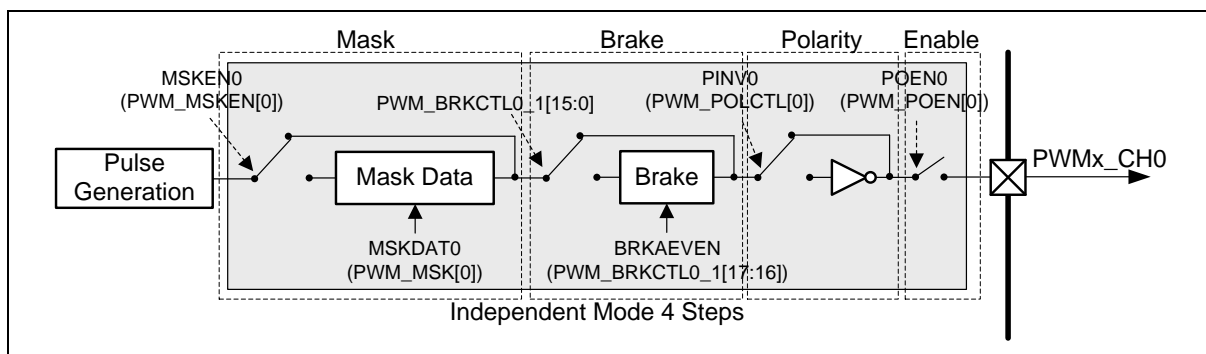 Mask
Brake
Polarity
Enable
MSKEN0
(PWM_MSKEN[0])
PWM_BRKCTL0_1[15:0]
PINV0
(PWM_POLCTL[0])
POEN0
(PWM_POEN[0])
Pulse
Generation
Mask Data
Brake
PWMx_CH0
MSKDAT0
(PWM_MSK[0])
BRKAEVEN
(PWM_BRKCTL0_1[17:16])
Independent Mode 4 Steps